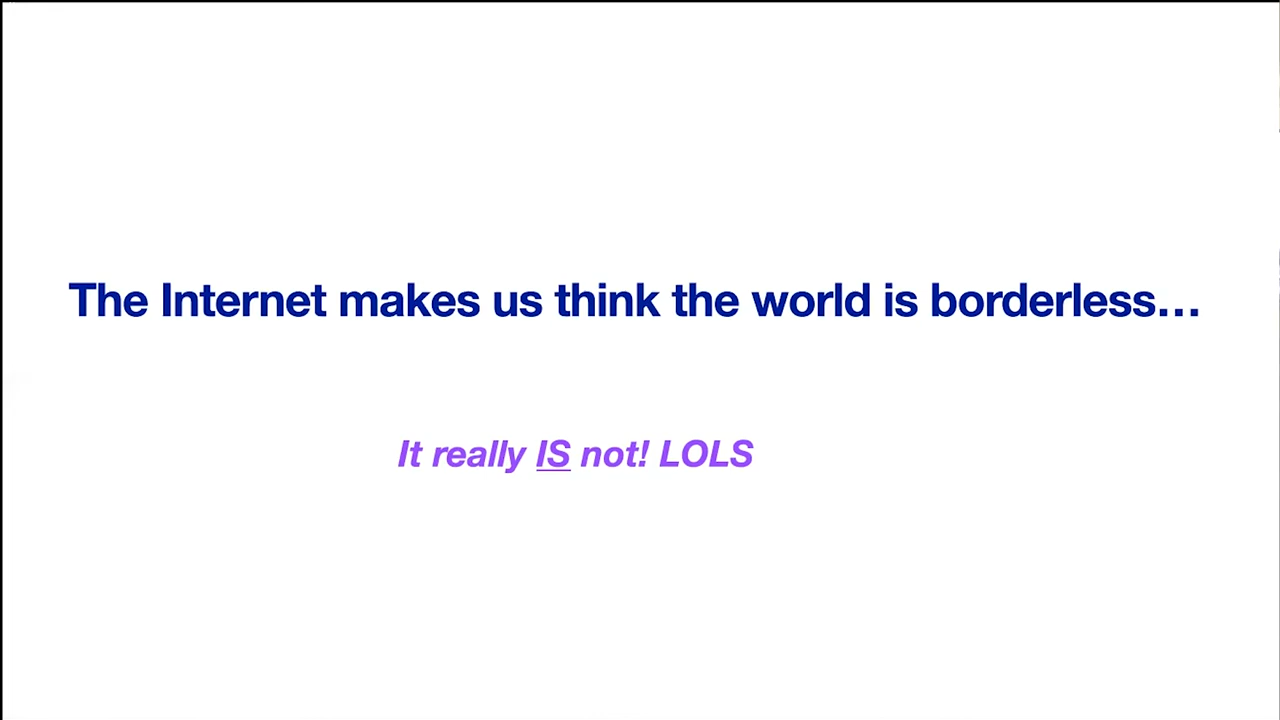 The Internet makes us think the world is borderless…
It really IS not! LOLS